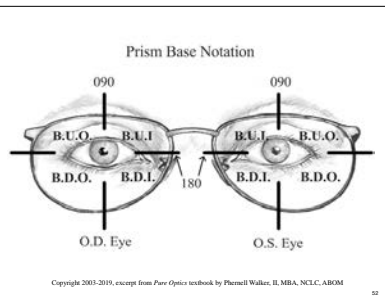 Prism Base Notation
090 090
B.U.O. B.U.I B.U.I. B.U.O.
B.D.O. B.D.I. B.D.I. B.D.O.
180
O.D. Eye O.S. Eye
Copyright 2003-2019, excerpt from Pure Optics textbook by Phernell Walker, II, MBA, NCLC, ABOM
52